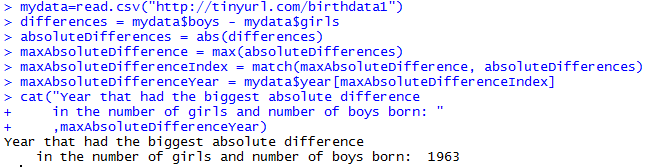 > mydata=read.csv("http://tinyurl.com/birthdata1")
> differences = mydata$boys - mydata$girls
> absoluteDifferences = abs(differences)
> maxAbsoluteDifference = max(absoluteDifferences)
> maxAbsoluteDifferenceIndex = match(maxAbsoluteDifference, absoluteDifferences)
> maxAbsoluteDifferenceYear = mydata$year[maxAbsoluteDifferenceIndex]
> cat("Year that had the biggest absolute difference
+     in the number of girls and number of boys born: "
+     ,maxAbsoluteDifferenceYear)
Year that had the biggest absolute difference
    in the number of girls and number of boys born:  1963